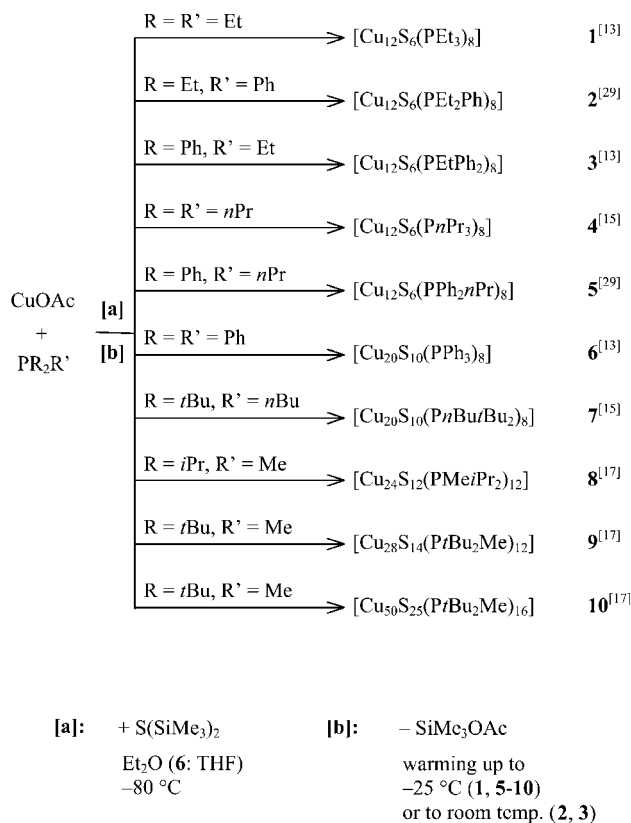 R = R' = Et
[Cu₁₂S₆(PEt₃)₈] 1[13]
R = Et, R' = Ph
[Cu₁₂S₆(PEt₂Ph)₈] 2[29]
R = Ph, R' = Et
[Cu₁₂S₆(PEtPh₂)₈] 3[13]
R = R' = nPr
[Cu₁₂S₆(PnPr₃)₈] 4[15]
R = Ph, R' = nPr
[Cu₁₂S₆(PPh₂nPr)₈] 5[29]
CuOAc
+
PR₂R'
[a]
[b]
R = R' = Ph
[Cu₂₀S₁₀(PPh₃)₈] 6[13]
R = tBu, R' = nBu
[Cu₂₀S₁₀(PnButBu₂)₈] 7[15]
R = iPr, R' = Me
[Cu₂₄S₁₂(PMeiPr₂)₁₂] 8[17]
R = tBu, R' = Me
[Cu₂₈S₁₄(PtBu₂Me)₁₂] 9[17]
R = tBu, R' = Me
[Cu₅₀S₂₅(PtBu₂Me)₁₆] 10[17]
[a]: + S(SiMe₃)₂
Et₂O (6: THF)
–80 °C
[b]: – SiMe₃OAc
warming up to
–25 °C (1, 5-10)
or to room temp. (2, 3)